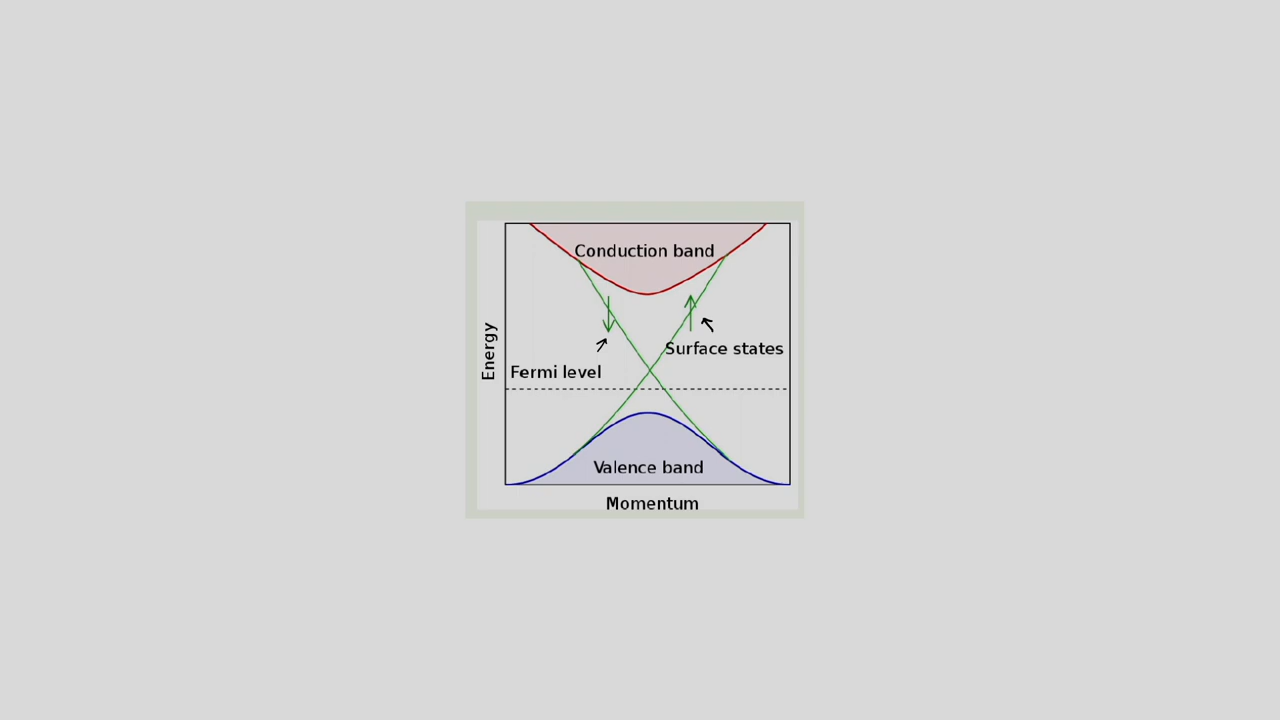 Conduction band
Energy
Surface states
Fermi level
Valence band
Momentum